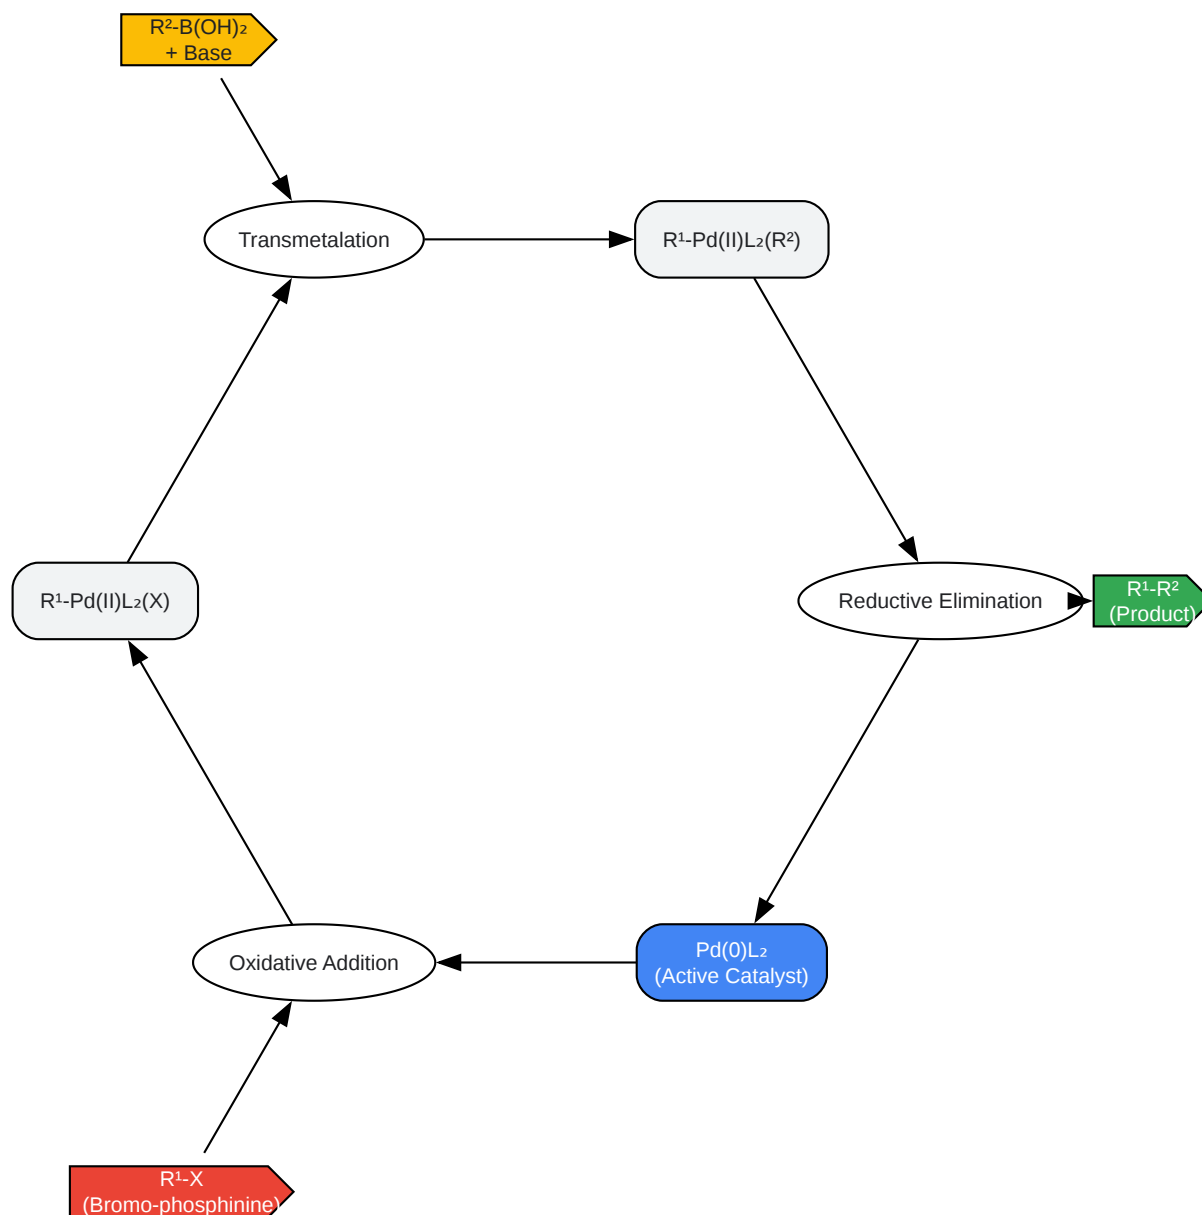 R²-B(OH)₂
+ Base
Transmetalation
R¹-Pd(II)L₂(R²)
R¹-Pd(II)L₂(X)
Reductive Elimination
R¹-R²
(Product)
Oxidative Addition
Pd(0)L₂
(Active Catalyst)
R¹-X
(Bromo-phosphinine)